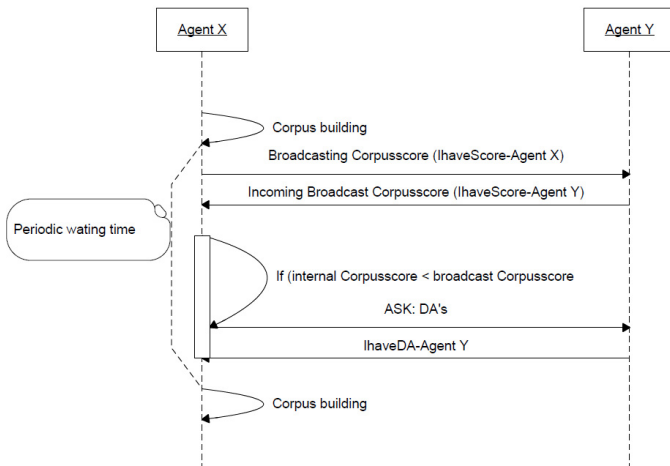 Agent X
Agent Y
Corpus building
Broadcasting Corpusscore (IhaveScore-Agent X)
Incoming Broadcast Corpusscore (IhaveScore-Agent Y)
Periodic wating time
If (internal Corpusscore < broadcast Corpusscore
ASK: DA's
IhaveDA-Agent Y
Corpus building